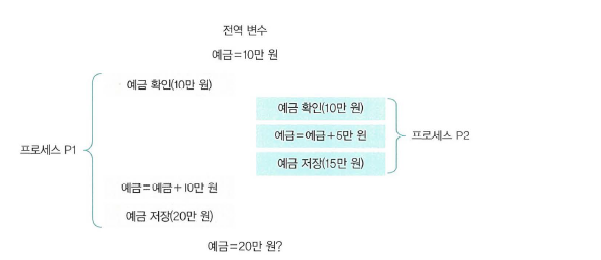 전역 변수
예금=10만 원
예금 확인(10만 원)
예금 확인(10만 원)
예금=예금+5만 원
프로세스 P1
프로세스 P2
예금 저장(15만 원)
예금=예금+10만 원
예금 저장(20만 원)
예금=20만 원?